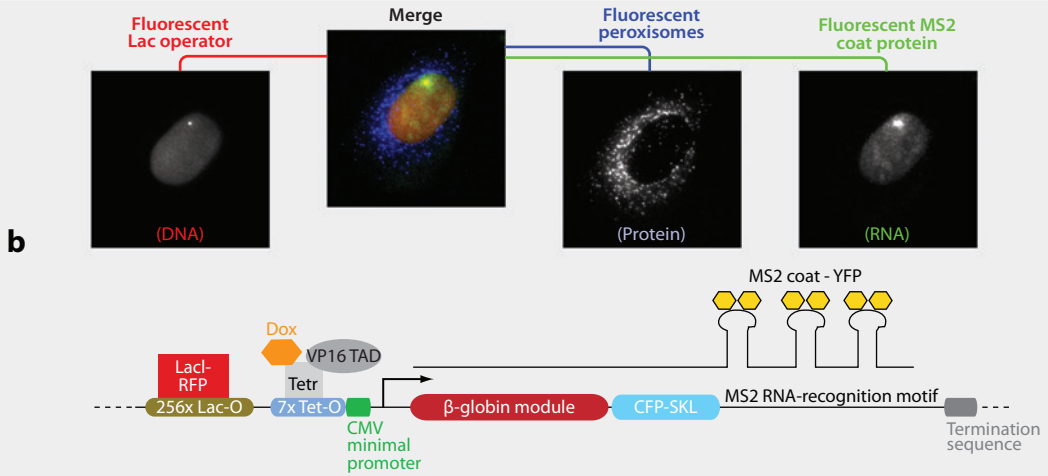 Fluorescent
Lac operator
Merge
Fluorescent
peroxisomes
Fluorescent MS2
coat protein
(DNA)
(Protein)
(RNA)
b
MS2 coat - YFP
Dox
VP16 TAD
LacI-
RFP
Tetr
256x Lac-O
7x Tet-O
β-globin module
CFP-SKL
MS2 RNA-recognition motif
CMV
minimal
promoter
Termination
sequence